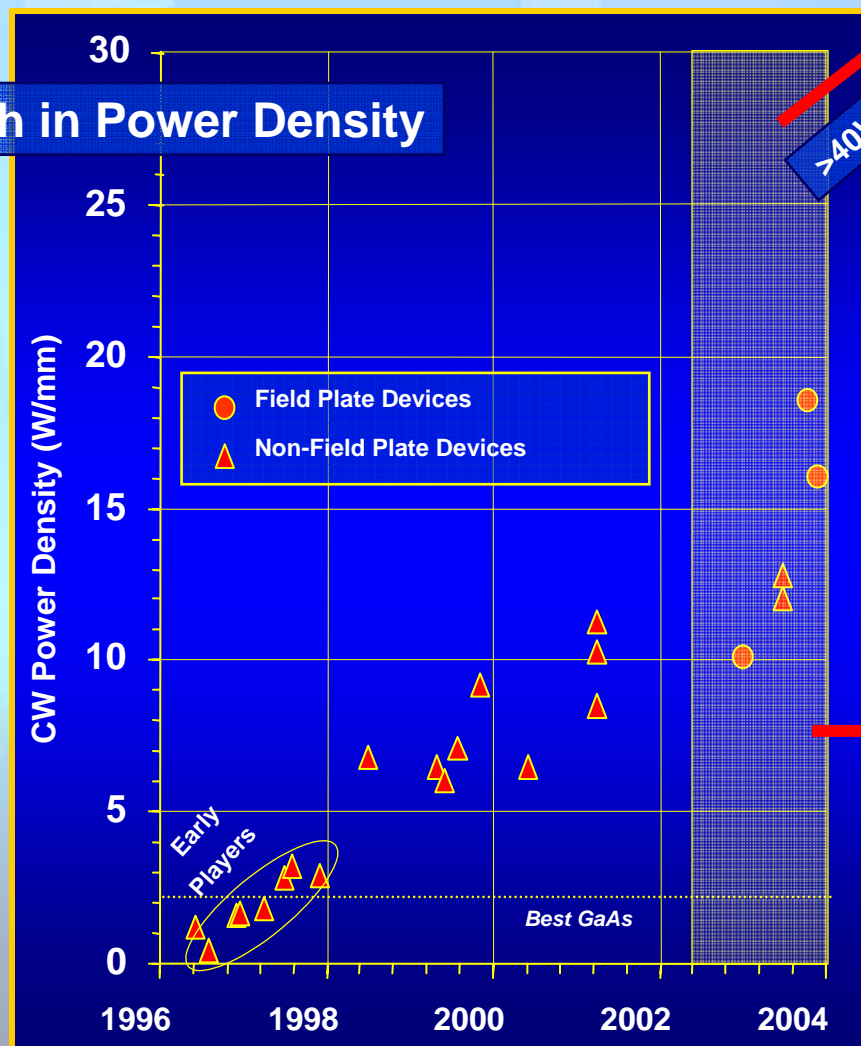 30
h in Power Density
>40
25
20
Field Plate Devices
Non-Field Plate Devices
15
CW Power Density (W/mm)
10
5
Early
Players
Best GaAs
0
1996 1998 2000 2002 2004